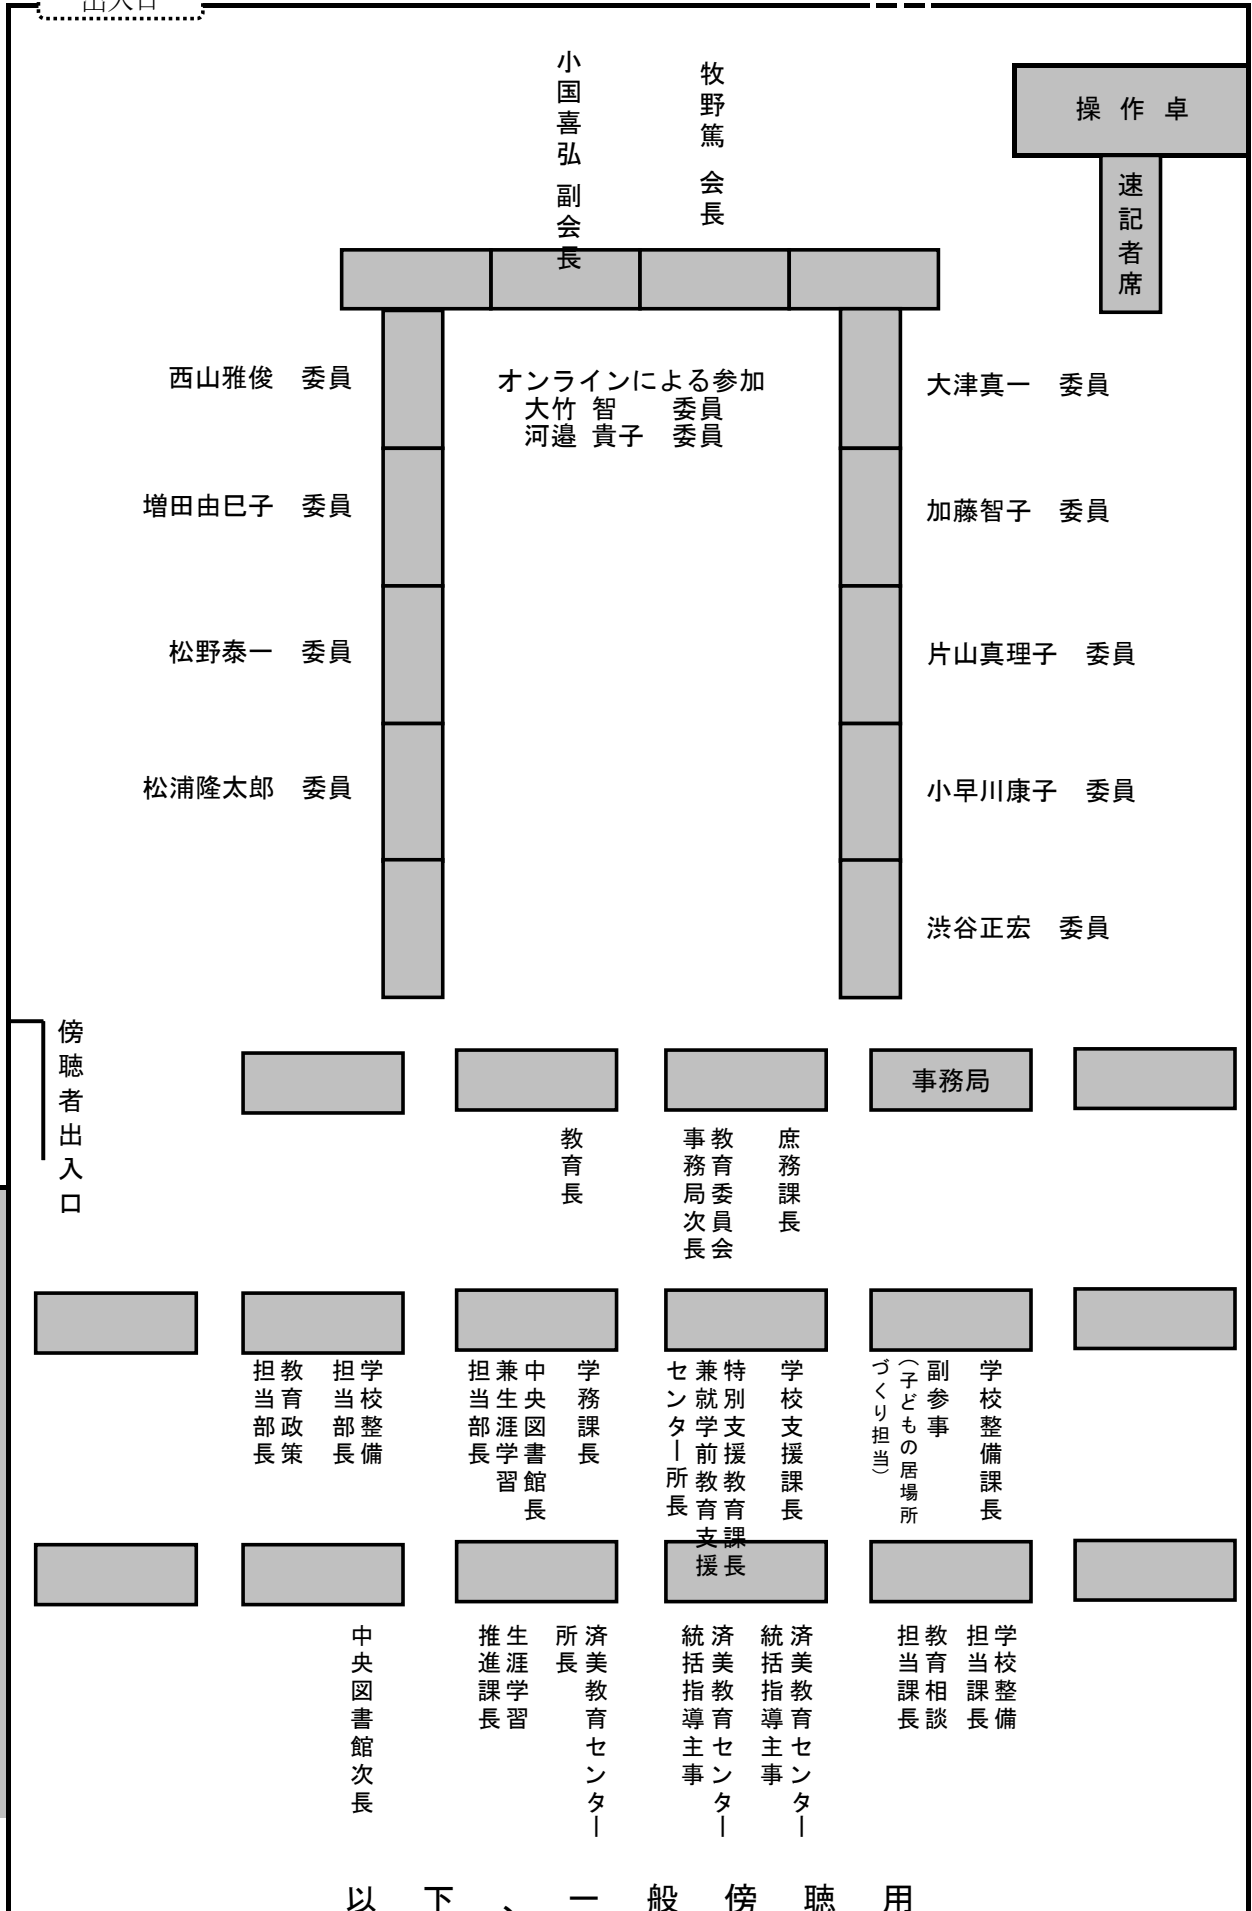 出入口
牧野篤 会長
小国喜弘 副会長
操作卓
速記者席
オンラインによる参加
大竹 智 委員
河邉 貴子 委員
西山雅俊 委員
増田由巳子 委員
松野泰一 委員
松浦隆太郎 委員
大津真一 委員
加藤智子 委員
片山真理子 委員
小早川康子 委員
渋谷正宏 委員
傍聴者出入口
事務局
庶務課長
教育委員会
事務局次長
教育長
学校整備課長
副参事
(子どもの居場所
づくり担当)
学校支援課長
特別支援教育課長
兼就学前教育支援
センター所長
学務課長
中央図書館長
兼生涯学習
担当部長
学校整備
担当部長
教育政策
担当部長
学校整備
担当課長
教育相談
担当課長
済美教育センター
統括指導主事
済美教育センター
統括指導主事
済美教育センター
所長
生涯学習
推進課長
中央図書館次長
以下、一般傍聴用